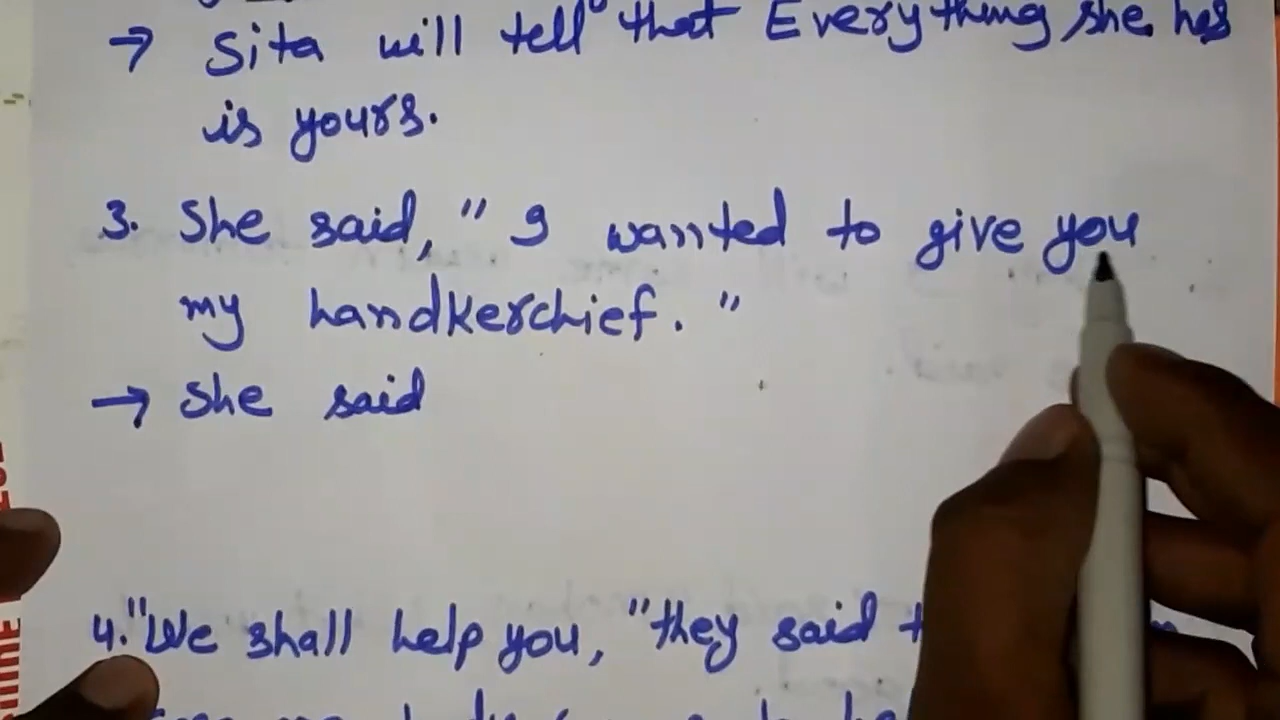 → Sita will tell that Everything she has
is yours.
3. She said, " I wanted to give you
my handkerchief. "
→ She said
4. "We shall help you, "they said